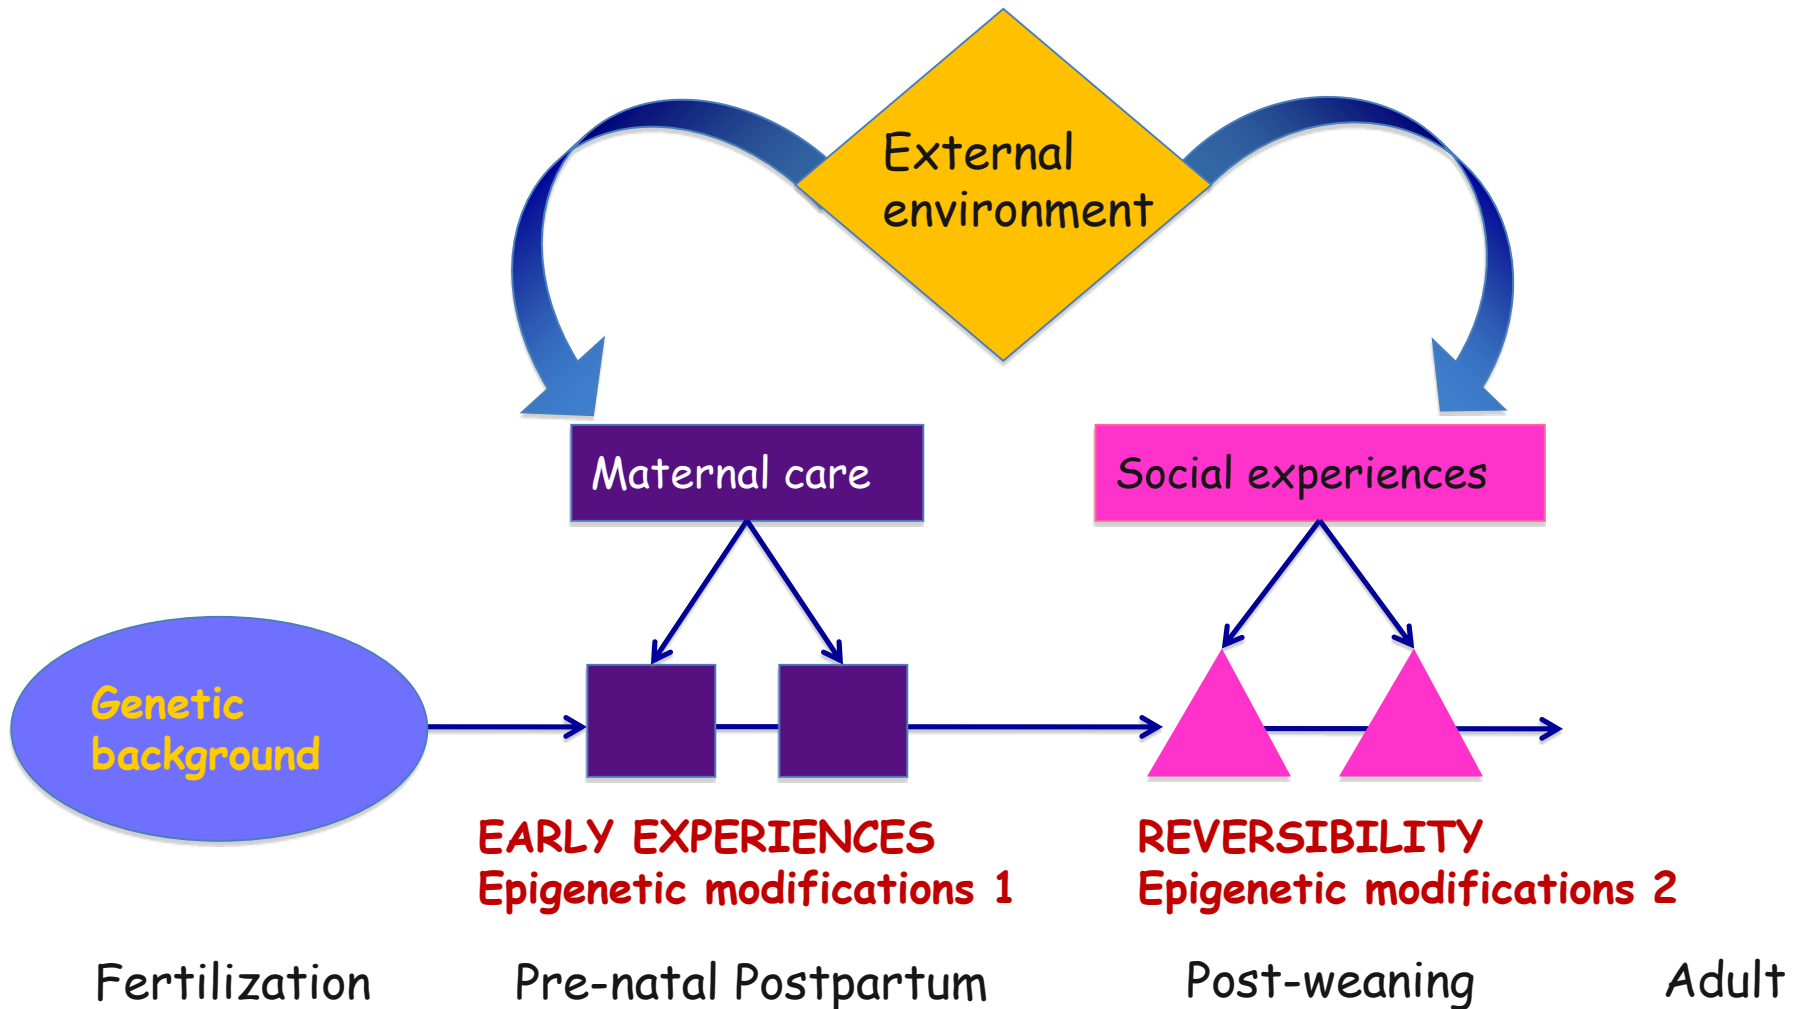 External
environment
Maternal care
Social experiences
Genetic
background
EARLY EXPERIENCES
Epigenetic modifications 1
REVERSIBILITY
Epigenetic modifications 2
Fertilization
Pre-natal Postpartum
Post-weaning
Adult